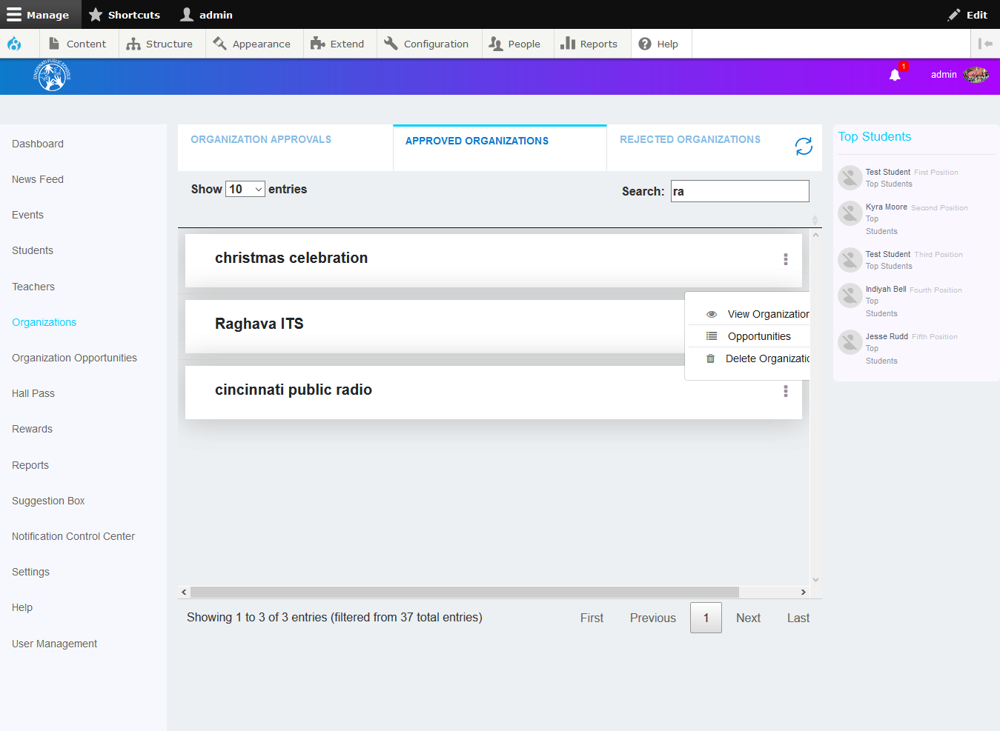 Manage Shortcuts admin Edit
Content Structure Appearance Extend Configuration People Reports Help
CINCINNATI PUBLIC SCHOOLS
1
admin
Dashboard
News Feed
Events
Students
Teachers
Organizations
Organization Opportunities
Hall Pass
Rewards
Reports
Suggestion Box
Notification Control Center
Settings
Help
User Management
ORGANIZATION APPROVALS APPROVED ORGANIZATIONS REJECTED ORGANIZATIONS
Show 10 entries Search: ra
christmas celebration
Raghava ITS
View Organization
Opportunities
Delete Organizatio
cincinnati public radio
Showing 1 to 3 of 3 entries (filtered from 37 total entries)
First Previous 1 Next Last
Top Students
Test Student First Position
Top Students
Kyra Moore Second Position
Top
Students
Test Student Third Position
Top Students
Indiyah Bell Fourth Position
Top
Students
Jesse Rudd Fifth Position
Top
Students